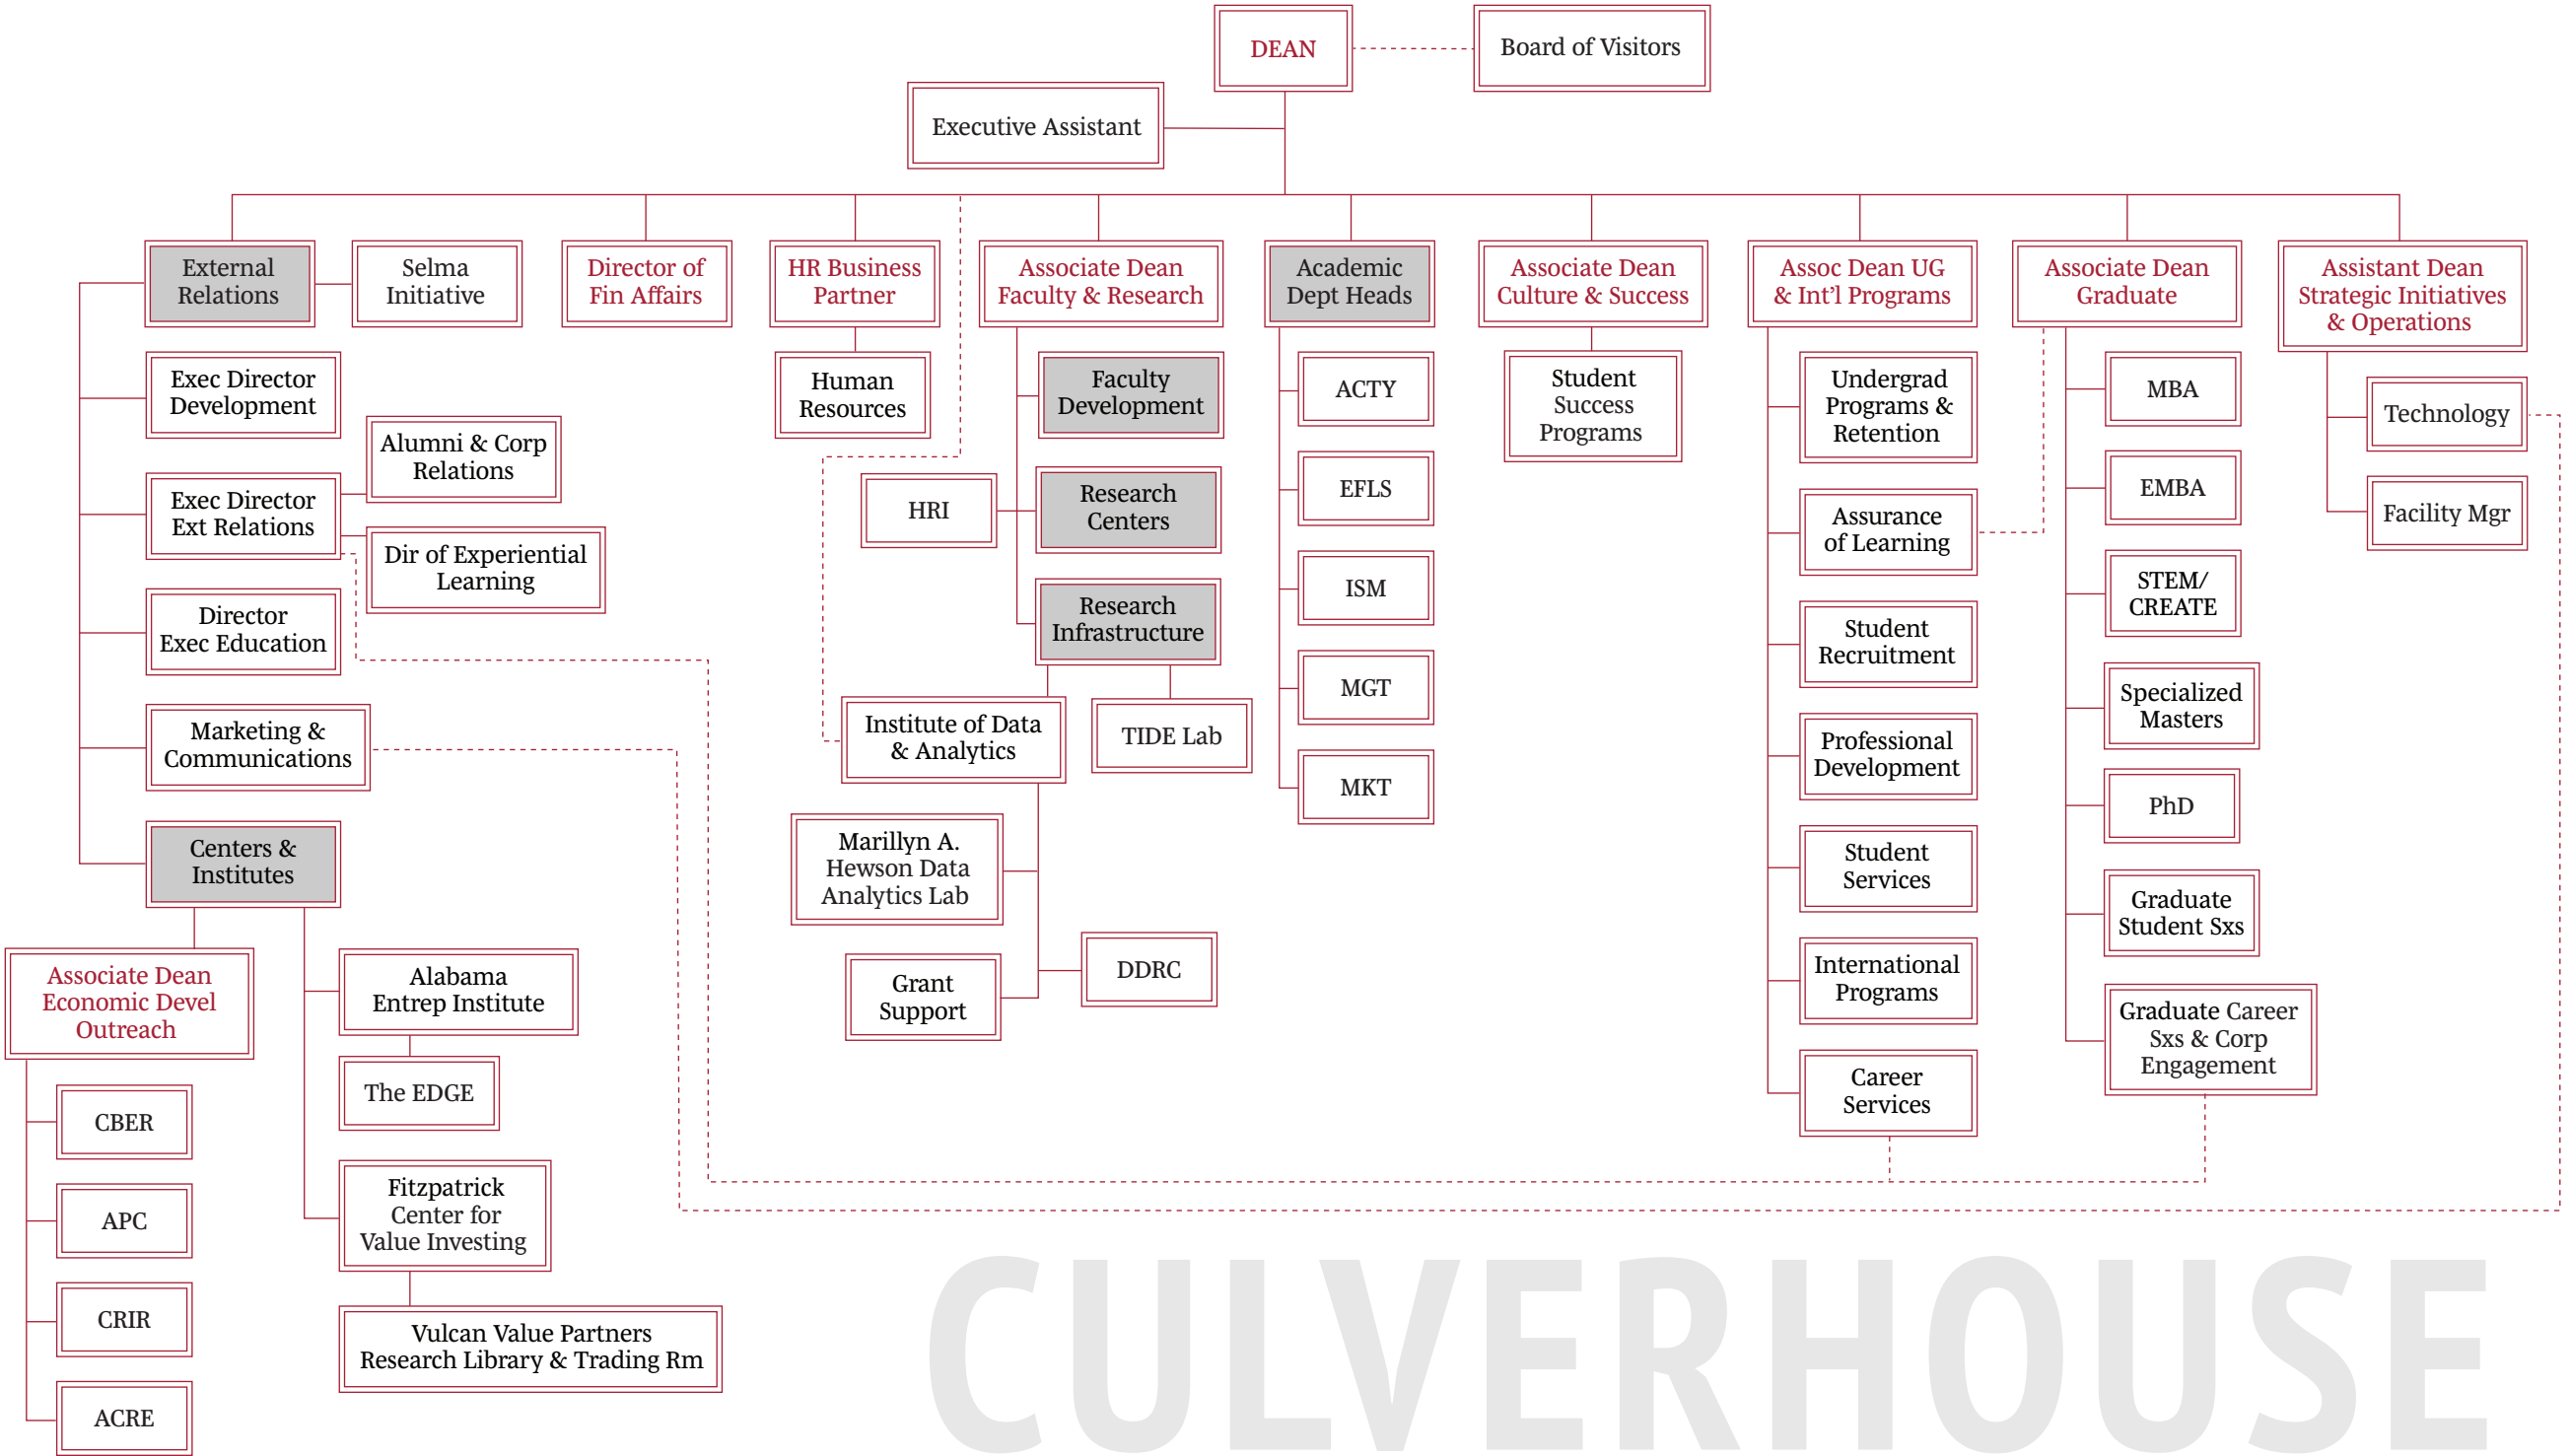 DEAN
Board of Visitors
Executive Assistant
External
Relations
Selma
Initiative
Director of
Fin Affairs
HR Business
Partner
Associate Dean
Faculty & Research
Academic
Dept Heads
Associate Dean
Culture & Success
Assoc Dean UG
& Int'l Programs
Associate Dean
Graduate
Assistant Dean
Strategic Initiatives
& Operations
Exec Director
Development
Alumni & Corp
Relations
Exec Director
Ext Relations
Dir of Experiential
Learning
Director
Exec Education
Marketing &
Communications
Centers &
Institutes
Associate Dean
Economic Devel
Outreach
CBER
APC
CRIR
ACRE
Alabama
Entrep Institute
The EDGE
Fitzpatrick
Center for
Value Investing
Vulcan Value Partners
Research Library & Trading Rm
Human
Resources
Faculty
Development
HRI
Research
Centers
Research
Infrastructure
Institute of Data
& Analytics
TIDE Lab
Marillyn A.
Hewson Data
Analytics Lab
Grant
Support
DDRC
ACTY
EFLS
ISM
MGT
MKT
Student
Success
Programs
Undergrad
Programs &
Retention
Assurance
of Learning
Student
Recruitment
Professional
Development
Student
Services
International
Programs
Career
Services
MBA
EMBA
STEM/
CREATE
Specialized
Masters
PhD
Graduate
Student Sxs
Graduate Career
Sxs & Corp
Engagement
Technology
Facility Mgr
CULVERHOUSE